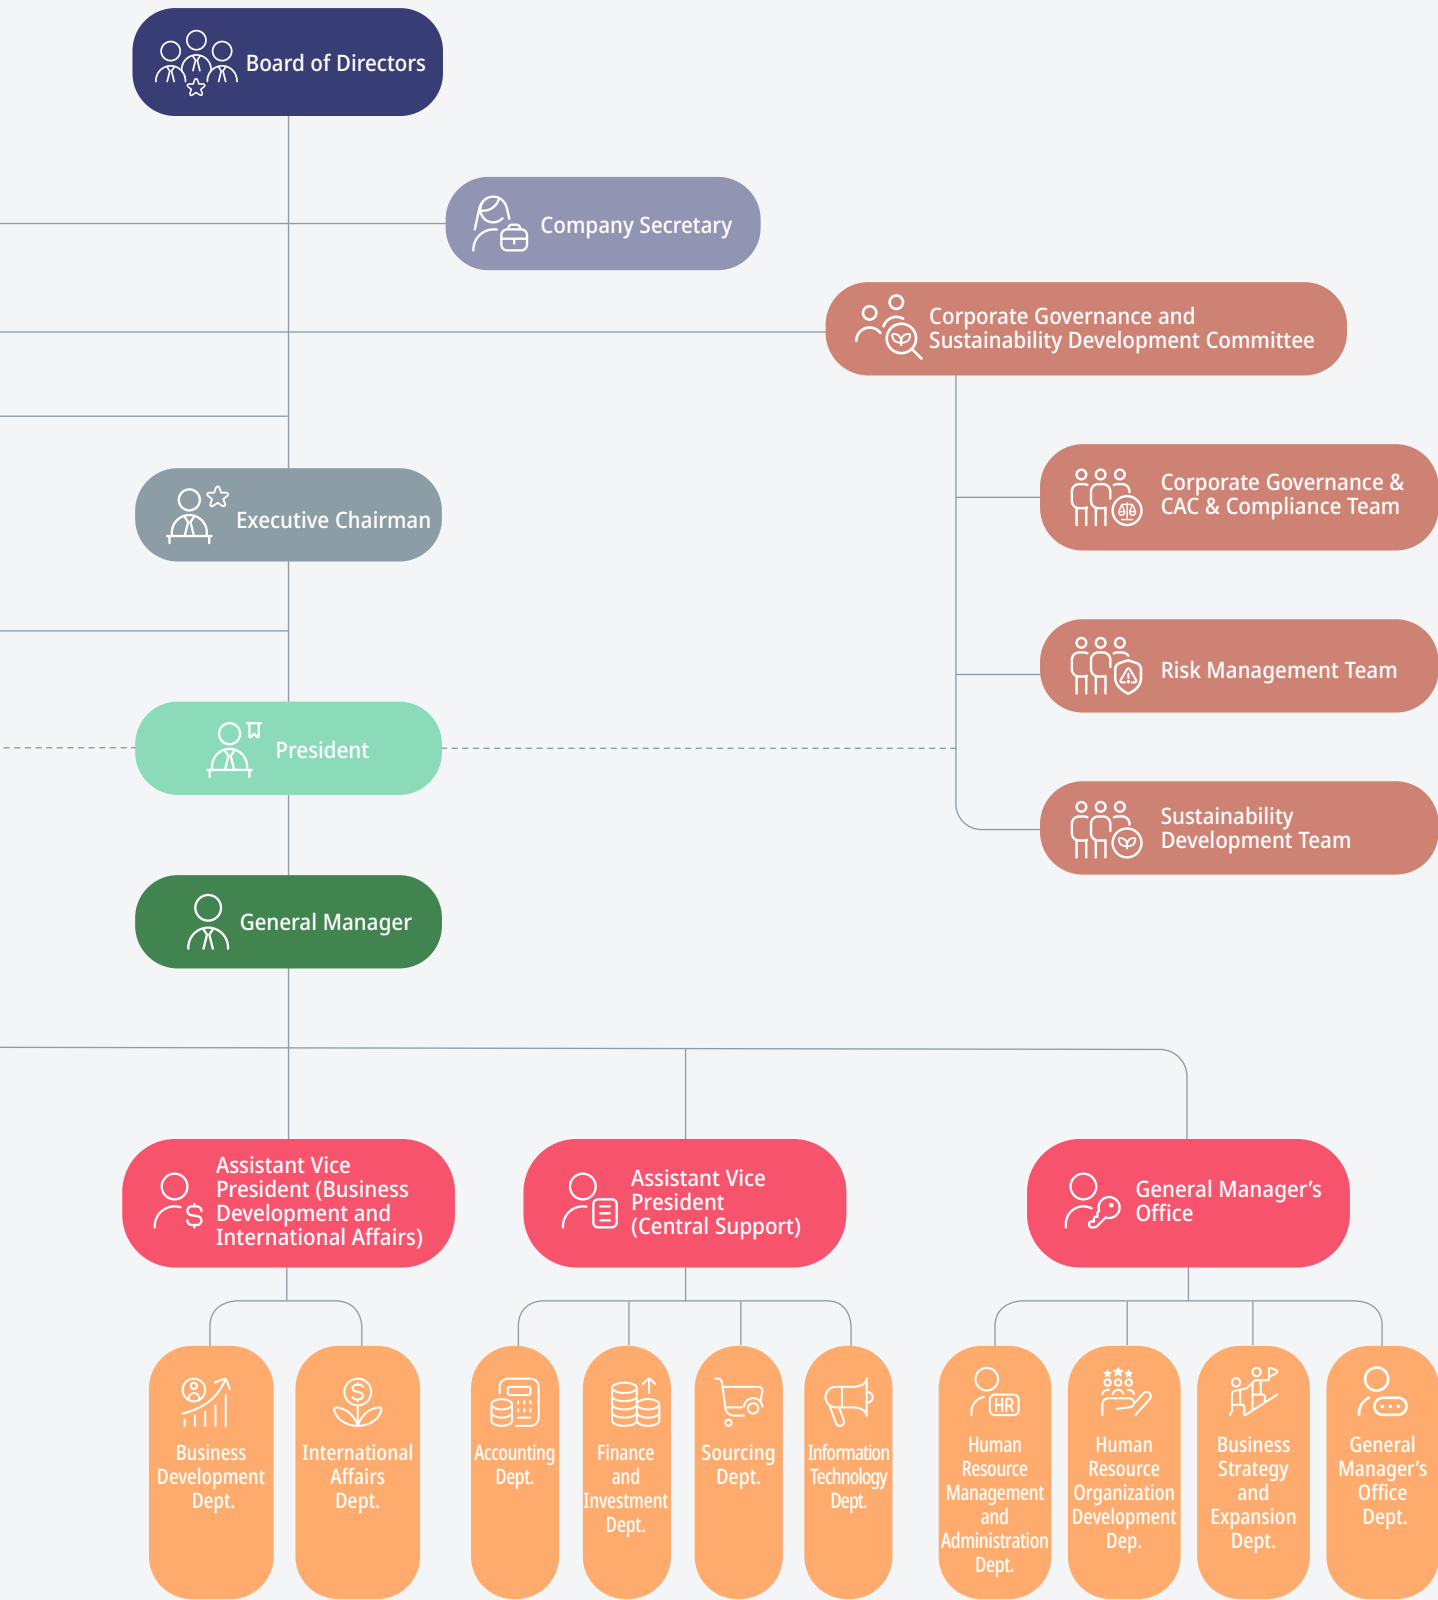 Board of Directors
Company Secretary
Corporate Governance and
Sustainability Development Committee
Corporate Governance &
CAC & Compliance Team
Executive Chairman
Risk Management Team
President
Sustainability
Development Team
General Manager
Assistant Vice
President (Business
Development and
International Affairs)
Assistant Vice
President
(Central Support)
General Manager’s
Office
Business
Development
Dept.
International
Affairs
Dept.
Accounting
Dept.
Finance
and
Investment
Dept.
Sourcing
Dept.
Information
Technology
Dept.
HR
Human
Resource
Management
and
Administration
Dept.
Human
Resource
Organization
Development
Dep.
Business
Strategy
and
Expansion
Dept.
General
Manager’s
Office
Dept.